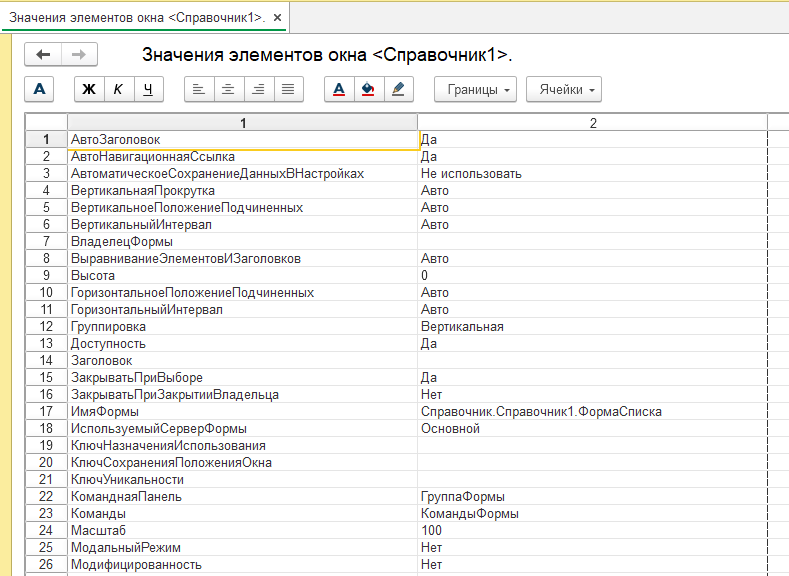 Значения элементов окна <Справочник1>. ×
Значения элементов окна <Справочник1>.
А Ж К Ч А Границы Ячейки
1 2
1 АвтоЗаголовок Да
2 АвтоНавигационнаяСсылка Да
3 АвтоматическоеСохранениеДанныхВНастройках Не использовать
4 ВертикальнаяПрокрутка Авто
5 ВертикальноеПоложениеПодчиненных Авто
6 ВертикальныйИнтервал Авто
7 ВладелецФормы
8 ВыравниваниеЭлементовИЗаголовков Авто
9 Высота 0
10 ГоризонтальноеПоложениеПодчиненных Авто
11 ГоризонтальныйИнтервал Авто
12 Группировка Вертикальная
13 Доступность Да
14 Заголовок
15 ЗакрыватьПриВыборе Да
16 ЗакрыватьПриЗакрытииВладельца Нет
17 ИмяФормы Справочник.Справочник1.ФормаСписка
18 ИспользуемыйСерверФормы Основной
19 КлючНазначенияИспользования
20 КлючСохраненияПоложенияОкна
21 КлючУникальности
22 КоманднаяПанель ГруппаФормы
23 Команды КомандыФормы
24 Масштаб 100
25 МодальныйРежим Нет
26 Модифицированность Нет